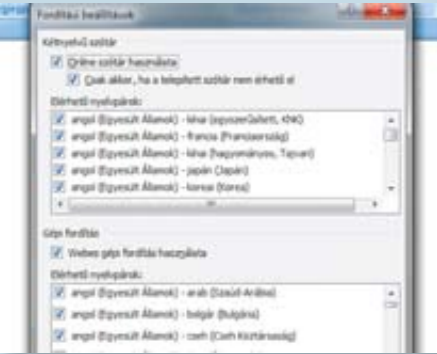 Fordítási beállítások
Kétnyelvű szótár
Online szótár használata
Csak akkor, ha a telepített szótár nem érhető el
Elérhető nyelvpárok:
angol (Egyesült Államok) - kínai (egyszerűsített, KNK)
angol (Egyesült Államok) - francia (Franciaország)
angol (Egyesült Államok) - kínai (hagyományos, Tajvan)
angol (Egyesült Államok) - japán (Japán)
angol (Egyesült Államok) - koreai (Korea)
Gépi fordítás
Webes gépi fordítás használata
Elérhető nyelvpárok:
angol (Egyesült Államok) - arab (Szaúd-Arábia)
angol (Egyesült Államok) - bolgár (Bulgária)
angol (Egyesült Államok) - cseh (Cseh Köztársaság)